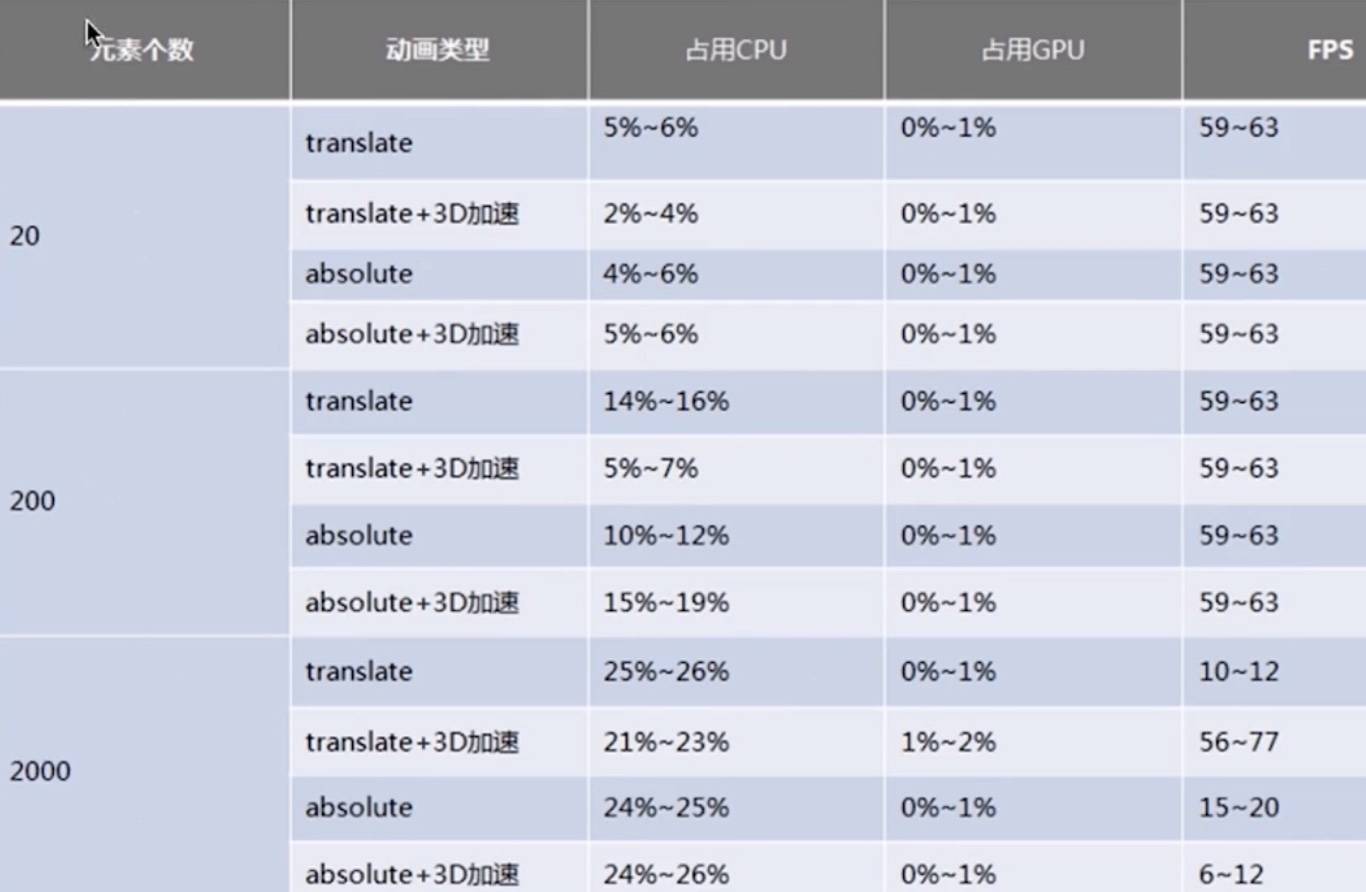 元素个数 动画类型 占用CPU 占用GPU FPS
20
translate 5%~6% 0%~1% 59~63
translate+3D加速 2%~4% 0%~1% 59~63
absolute 4%~6% 0%~1% 59~63
absolute+3D加速 5%~6% 0%~1% 59~63
200
translate 14%~16% 0%~1% 59~63
translate+3D加速 5%~7% 0%~1% 59~63
absolute 10%~12% 0%~1% 59~63
absolute+3D加速 15%~19% 0%~1% 59~63
2000
translate 25%~26% 0%~1% 10~12
translate+3D加速 21%~23% 1%~2% 56~77
absolute 24%~25% 0%~1% 15~20
absolute+3D加速 24%~26% 0%~1% 6~12